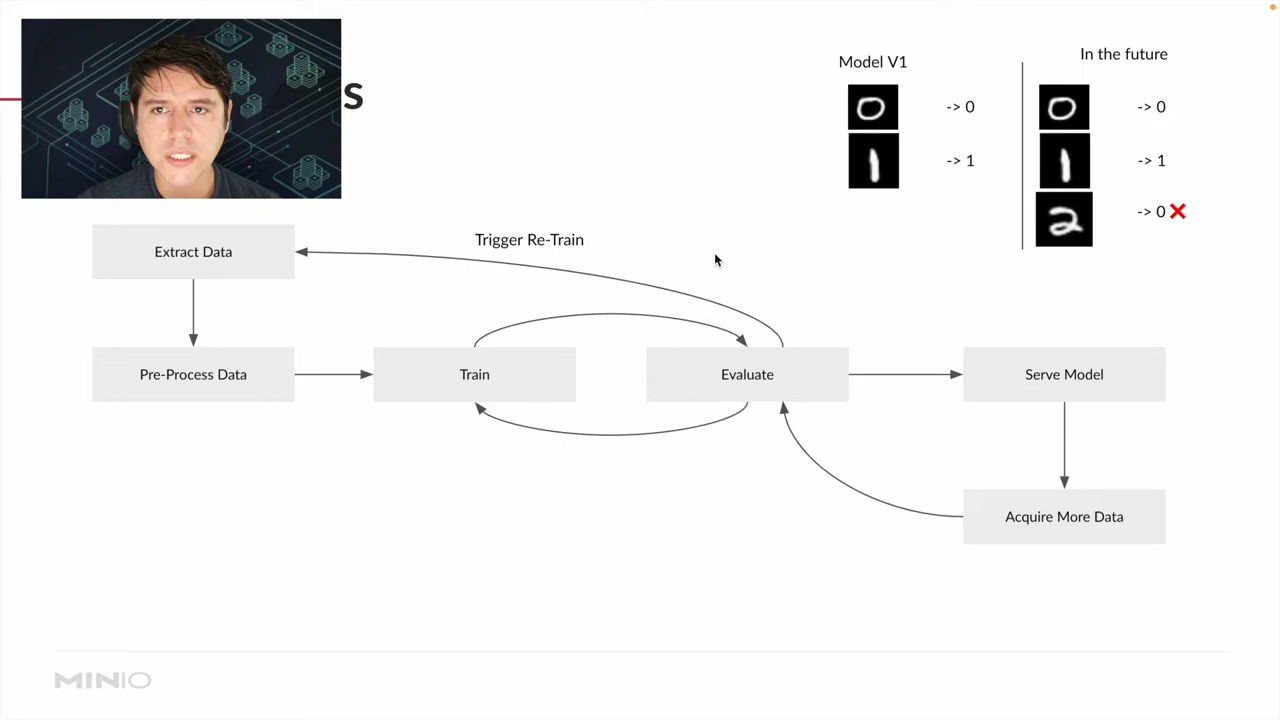 s
Model V1
-> 0
-> 1
In the future
-> 0
-> 1
-> 0
Trigger Re-Train
Extract Data
Pre-Process Data
Train
Evaluate
Serve Model
Acquire More Data
MINIO